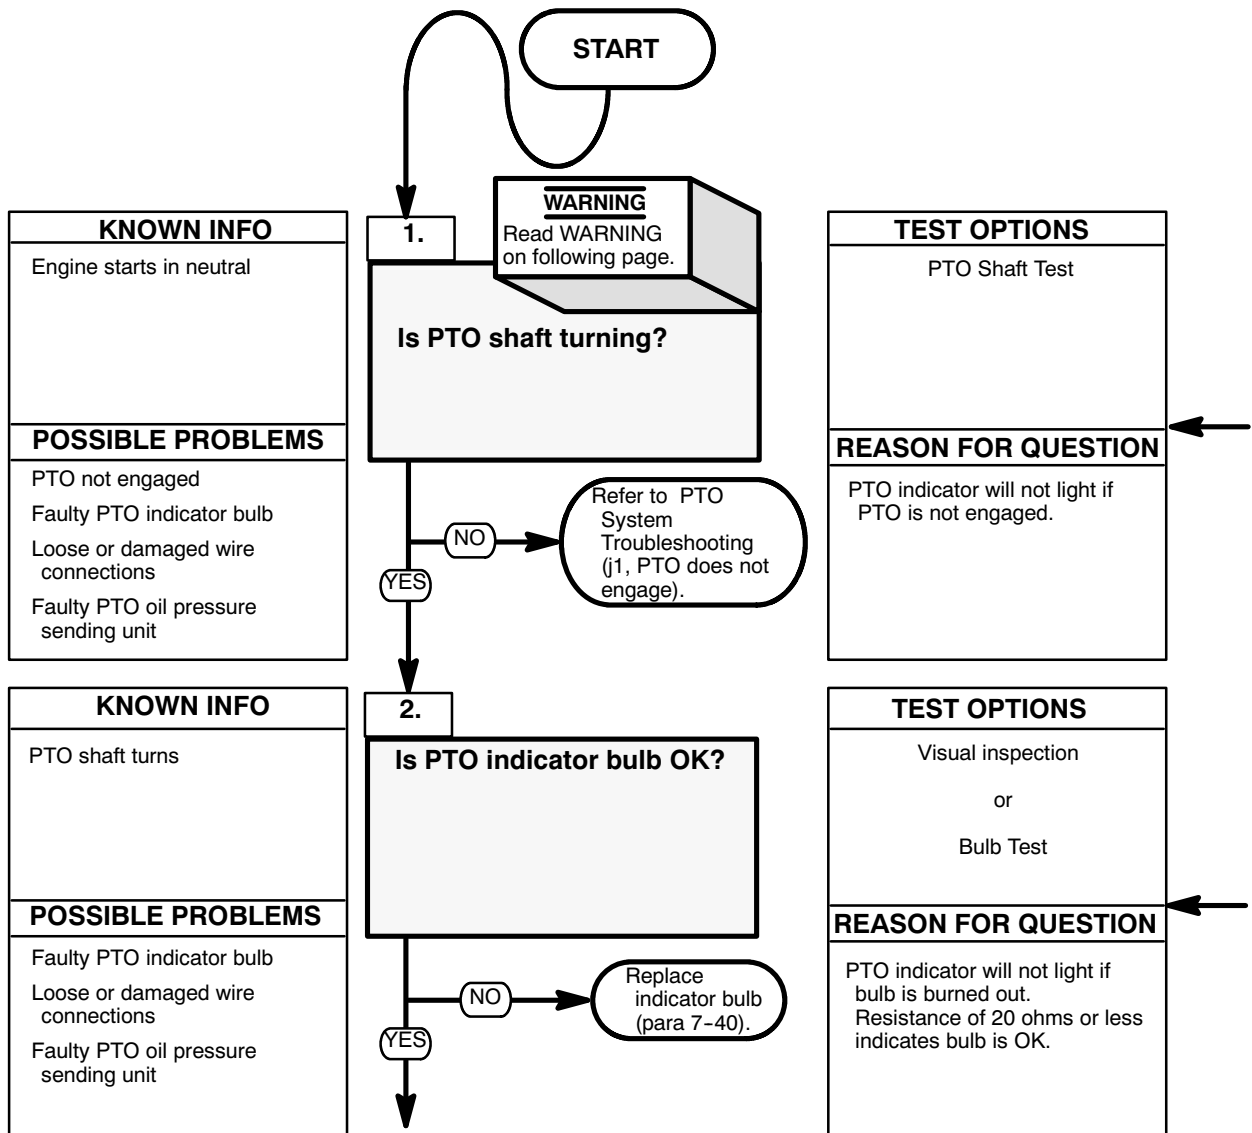 START
KNOWN INFO
Engine starts in neutral
POSSIBLE PROBLEMS
PTO not engaged
Faulty PTO indicator bulb
Loose or damaged wire
connections
Faulty PTO oil pressure
sending unit
1.
WARNING
Read WARNING
on following page.
Is PTO shaft turning?
NO
Refer to PTO
System
Troubleshooting
(j1, PTO does not
engage).
YES
TEST OPTIONS
PTO Shaft Test
REASON FOR QUESTION
PTO indicator will not light if
PTO is not engaged.
KNOWN INFO
PTO shaft turns
POSSIBLE PROBLEMS
Faulty PTO indicator bulb
Loose or damaged wire
connections
Faulty PTO oil pressure
sending unit
2.
Is PTO indicator bulb OK?
NO
Replace
indicator bulb
(para 7-40).
YES
TEST OPTIONS
Visual inspection
or
Bulb Test
REASON FOR QUESTION
PTO indicator will not light if
bulb is burned out.
Resistance of 20 ohms or less
indicates bulb is OK.